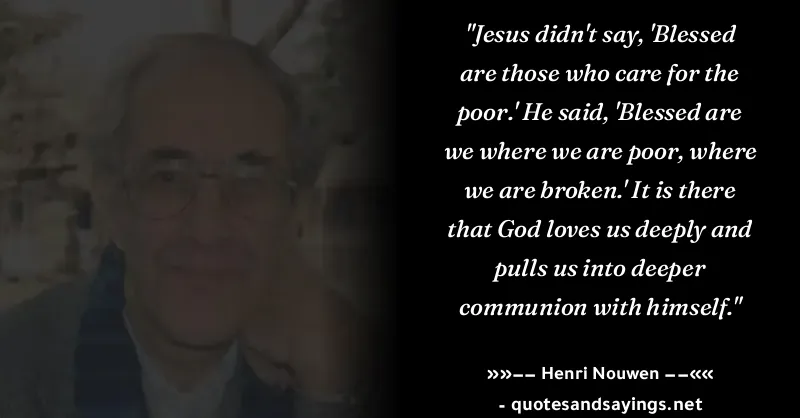 "Jesus didn't say, 'Blessed
are those who care for the
poor.' He said, 'Blessed are
we where we are poor, where
we are broken.' It is there
that God loves us deeply and
pulls us into deeper
communion with himself."
»»–– Henri Nouwen ––««
- quotesandsayings.net